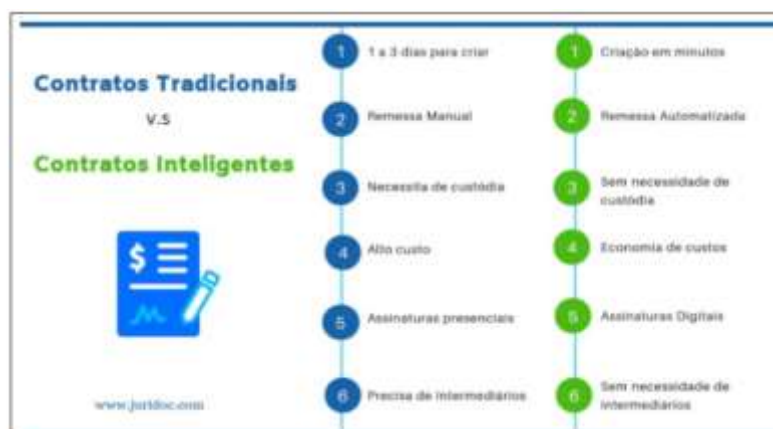 Contratos Tradicionais
v.s
Contratos Inteligentes
$
www.juridoc.com
1 1 a 3 dias para criar
2 Remessa Manual
3 Necessita de custódia
4 Alto custo
5 Assinaturas presenciais
6 Precisa de intermediários
1 Criação em minutos
2 Remessa Automatizada
3 Sem necessidade de
custódia
4 Economia de custos
5 Assinaturas Digitais
6 Sem necessidade de
intermediários